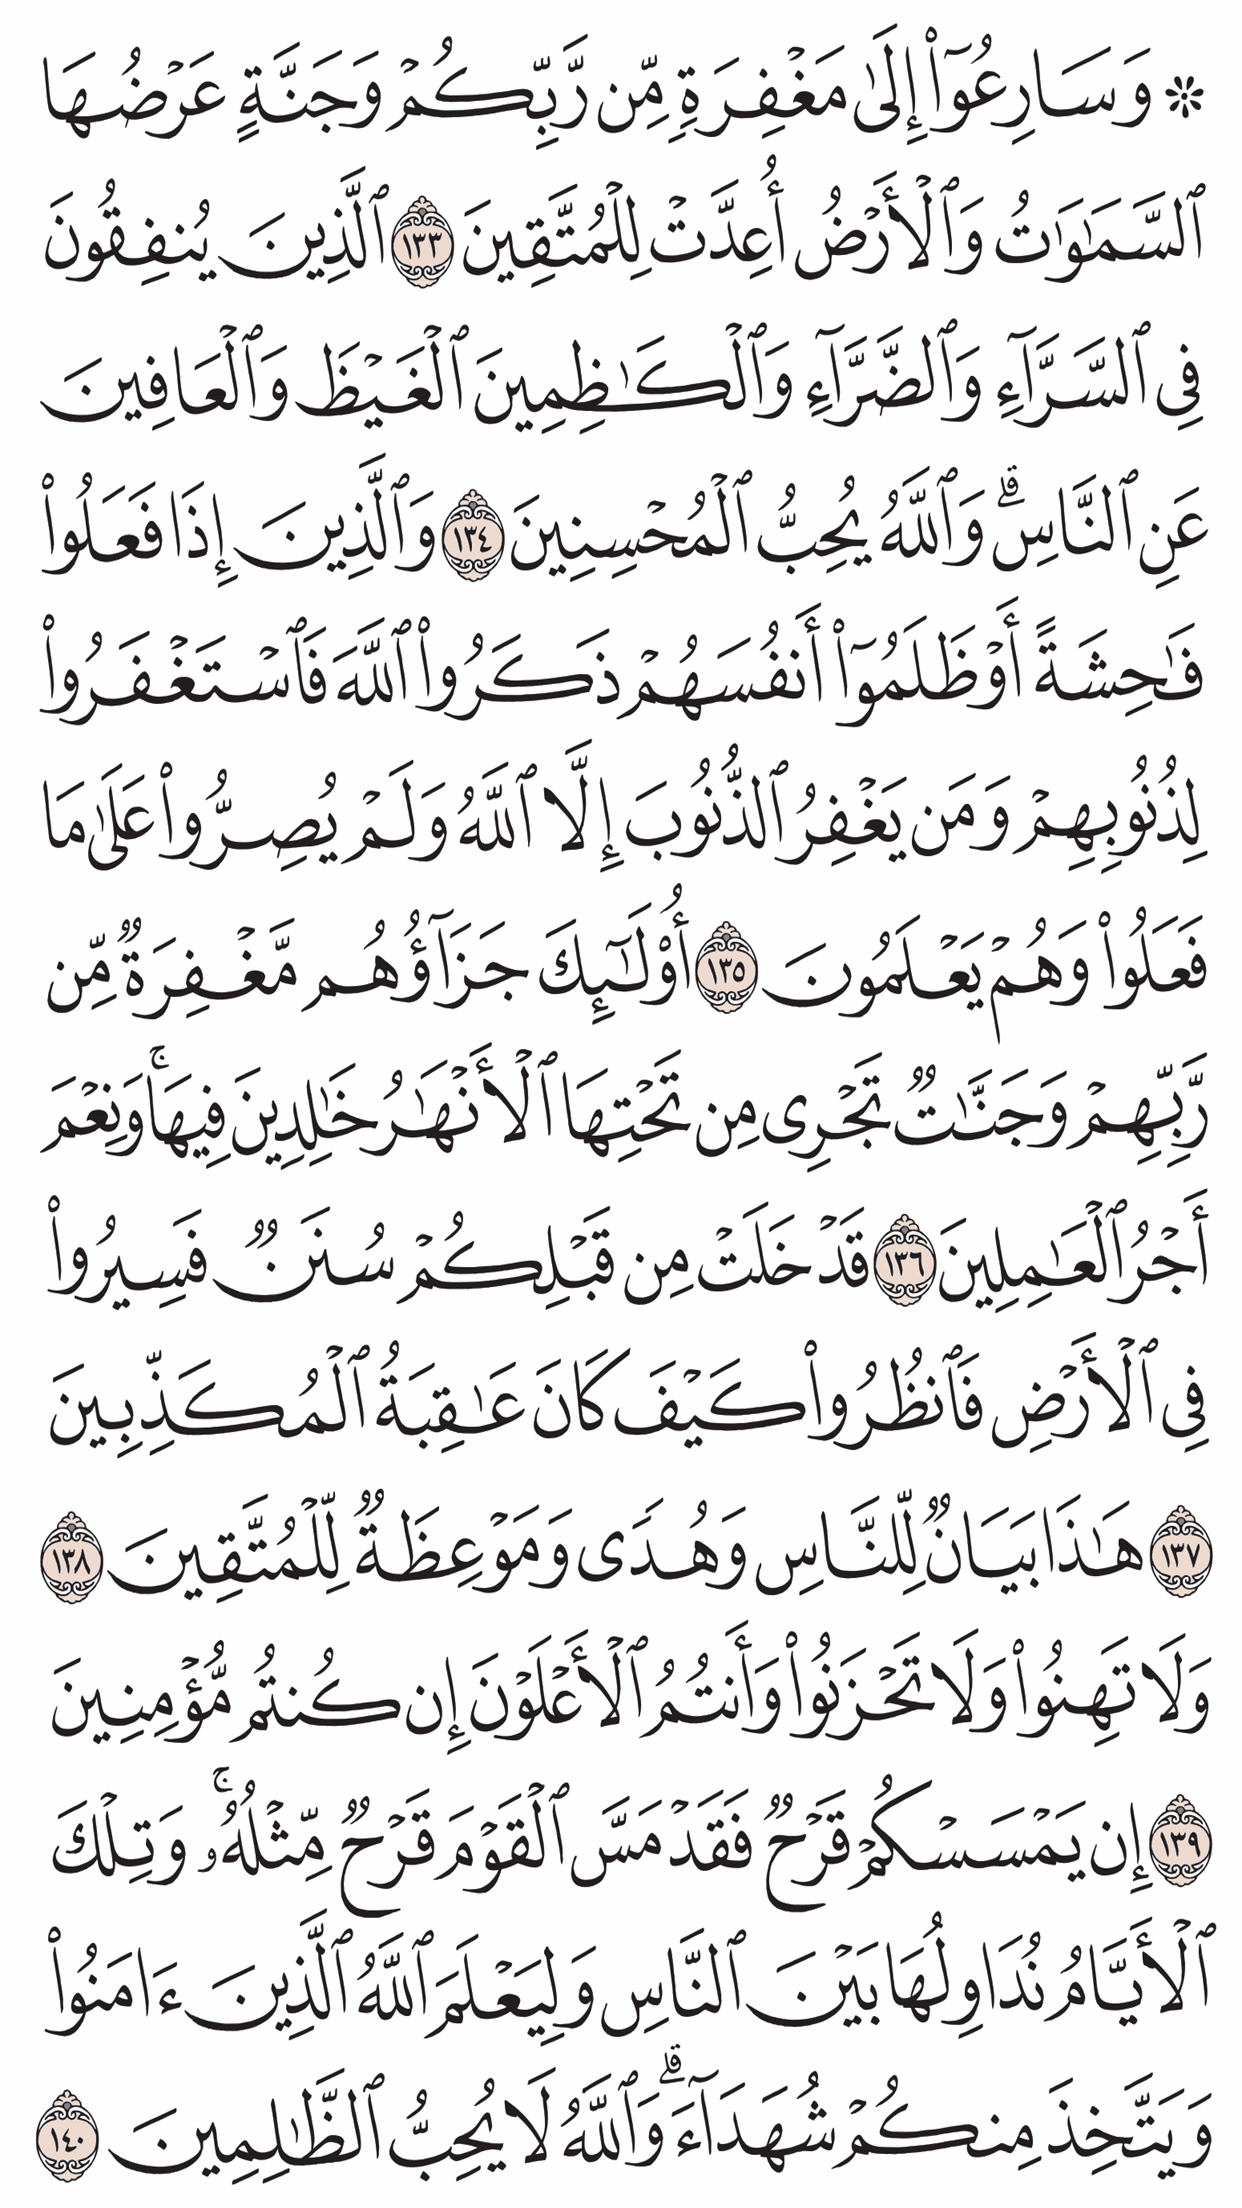 ۞ وَسَارِعُوٓا۟ إِلَىٰ مَغْفِرَةٍۢ مِّن رَّبِّكُمْ وَجَنَّةٍ عَرْضُهَا
ٱلسَّمَـٰوَٰتُ وَٱلْأَرْضُ أُعِدَّتْ لِلْمُتَّقِينَ ١٣٣ ٱلَّذِينَ يُنفِقُونَ
فِى ٱلسَّرَّآءِ وَٱلضَّرَّآءِ وَٱلْكَـٰظِمِينَ ٱلْغَيْظَ وَٱلْعَافِينَ
عَنِ ٱلنَّاسِ ۗ وَٱللَّهُ يُحِبُّ ٱلْمُحْسِنِينَ ١٣٤ وَٱلَّذِينَ إِذَا فَعَلُوا۟
فَـٰحِشَةً أَوْ ظَلَمُوٓا۟ أَنفُسَهُمْ ذَكَرُوا۟ ٱللَّهَ فَٱسْتَغْفَرُوا۟
لِذُنُوبِهِمْ وَمَن يَغْفِرُ ٱلذُّنُوبَ إِلَّا ٱللَّهُ وَلَمْ يُصِرُّوا۟ عَلَىٰ مَا
فَعَلُوا۟ وَهُمْ يَعْلَمُونَ ١٣٥ أُو۟لَـٰٓئِكَ جَزَآؤُهُم مَّغْفِرَةٌۭ مِّن
رَّبِّهِمْ وَجَنَّـٰتٌۭ تَجْرِى مِن تَحْتِهَا ٱلْأَنْهَـٰرُ خَـٰلِدِينَ فِيهَا ۚ وَنِعْمَ
أَجْرُ ٱلْعَـٰمِلِينَ ١٣٦ قَدْ خَلَتْ مِن قَبْلِكُمْ سُنَنٌۭ فَسِيرُوا۟
فِى ٱلْأَرْضِ فَٱنظُرُوا۟ كَيْفَ كَانَ عَـٰقِبَةُ ٱلْمُكَذِّبِينَ
١٣٧ هَـٰذَا بَيَانٌۭ لِّلنَّاسِ وَهُدًۭى وَمَوْعِظَةٌۭ لِّلْمُتَّقِينَ ١٣٨
وَلَا تَهِنُوا۟ وَلَا تَحْزَنُوا۟ وَأَنتُمُ ٱلْأَعْلَوْنَ إِن كُنتُم مُّؤْمِنِينَ
١٣٩ إِن يَمْسَسْكُمْ قَرْحٌۭ فَقَدْ مَسَّ ٱلْقَوْمَ قَرْحٌۭ مِّثْلُهُۥ ۚ وَتِلْكَ
ٱلْأَيَّامُ نُدَاوِلُهَا بَيْنَ ٱلنَّاسِ وَلِيَعْلَمَ ٱللَّهُ ٱلَّذِينَ ءَامَنُوا۟
وَيَتَّخِذَ مِنكُمْ شُهَدَآءَ ۗ وَٱللَّهُ لَا يُحِبُّ ٱلظَّـٰلِمِينَ ١٤٠